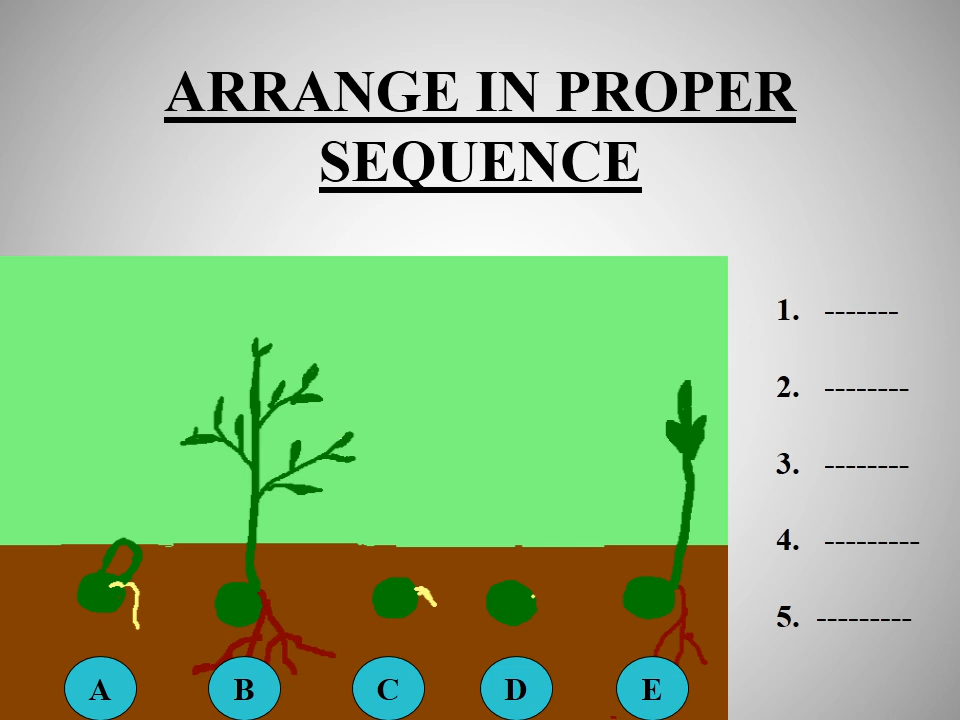 ARRANGE IN PROPER
SEQUENCE
1. -------
2. --------
3. --------
4. ---------
5. ---------
A B C D E